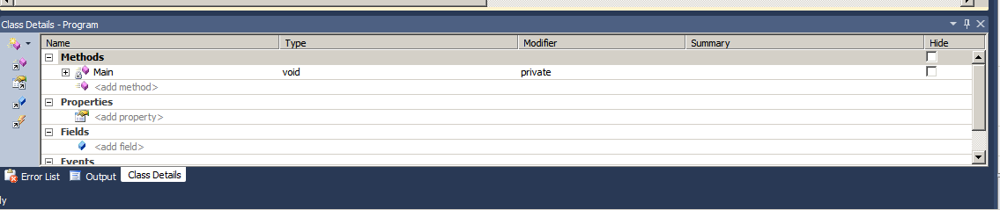 Class Details - Program
Name Type Modifier Summary Hide
Methods
Main void private
<add method>
Properties
<add property>
Fields
<add field>
Events
Error List Output Class Details
ly